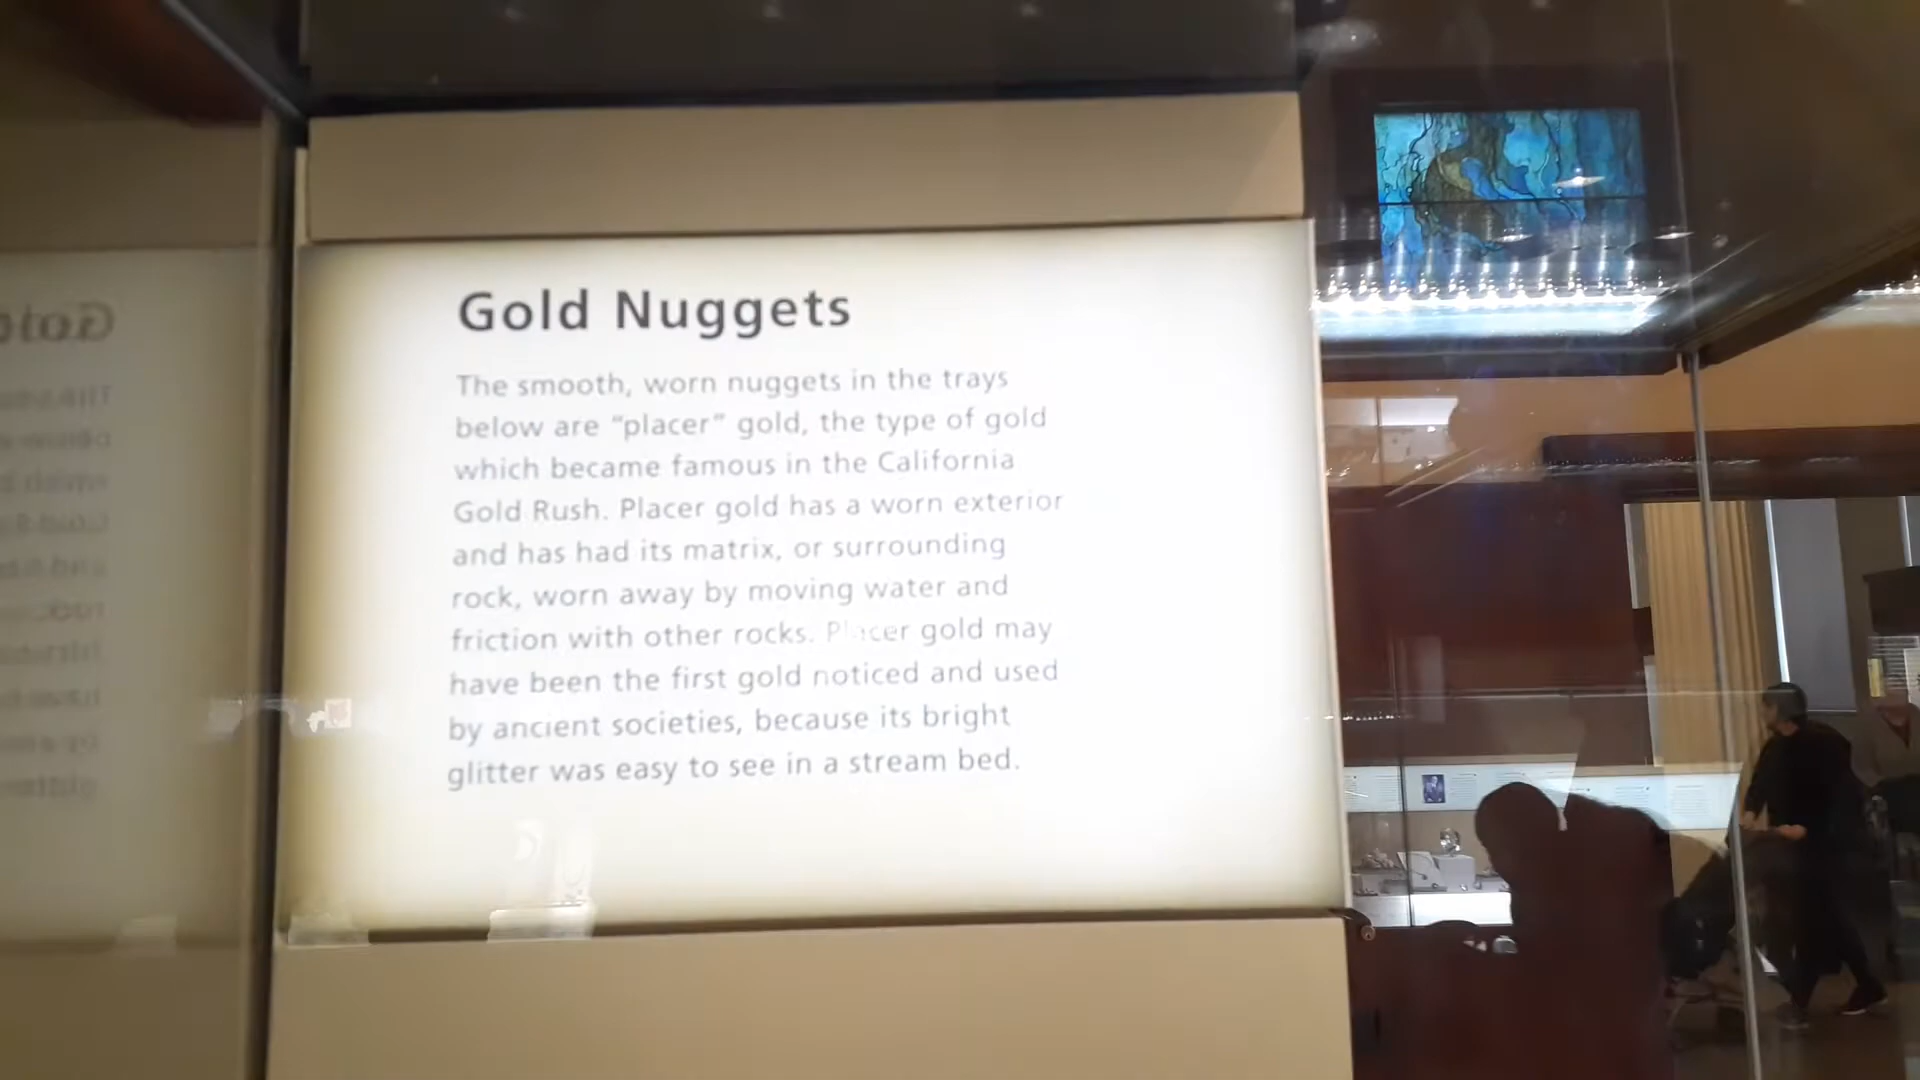 Gold Nuggets
The smooth, worn nuggets in the trays
below are “placer” gold, the type of gold
which became famous in the California
Gold Rush. Placer gold has a worn exterior
and has had its matrix, or surrounding
rock, worn away by moving water and
friction with other rocks. Placer gold may
have been the first gold noticed and used
by ancient societies, because its bright
glitter was easy to see in a stream bed.